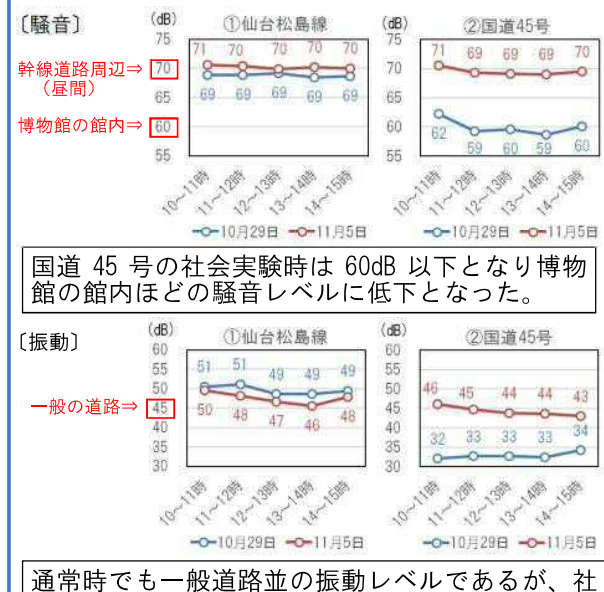 〔騒音〕
(dB) ①仙台松島線
75
70
65
60
55
幹線道路周辺⇒
(昼間)
博物館の館内⇒
71 70 70 70 70
69 69 69 69 69
10～11時 11～12時 12～13時 13～14時 14～15時
10月29日 11月5日
(dB) ②国道45号
75
70
65
60
55
71 69 69 69 70
62 59 60 59 60
10～11時 11～12時 12～13時 13～14時 14～15時
10月29日 11月5日
国道 45 号の社会実験時は 60dB 以下となり博物
館の館内ほどの騒音レベルに低下となった。
〔振動〕
(dB) ①仙台松島線
60
55
50
45
40
35
30
一般の道路⇒
51 51 49 49 49
50 48 47 46 48
10～11時 11～12時 12～13時 13～14時 14～15時
10月29日 11月5日
(dB) ②国道45号
60
55
50
45
40
35
30
46 45 44 44 43
32 33 33 33 34
10～11時 11～12時 12～13時 13～14時 14～15時
10月29日 11月5日
通常時でも一般道路並の振動レベルであるが、社